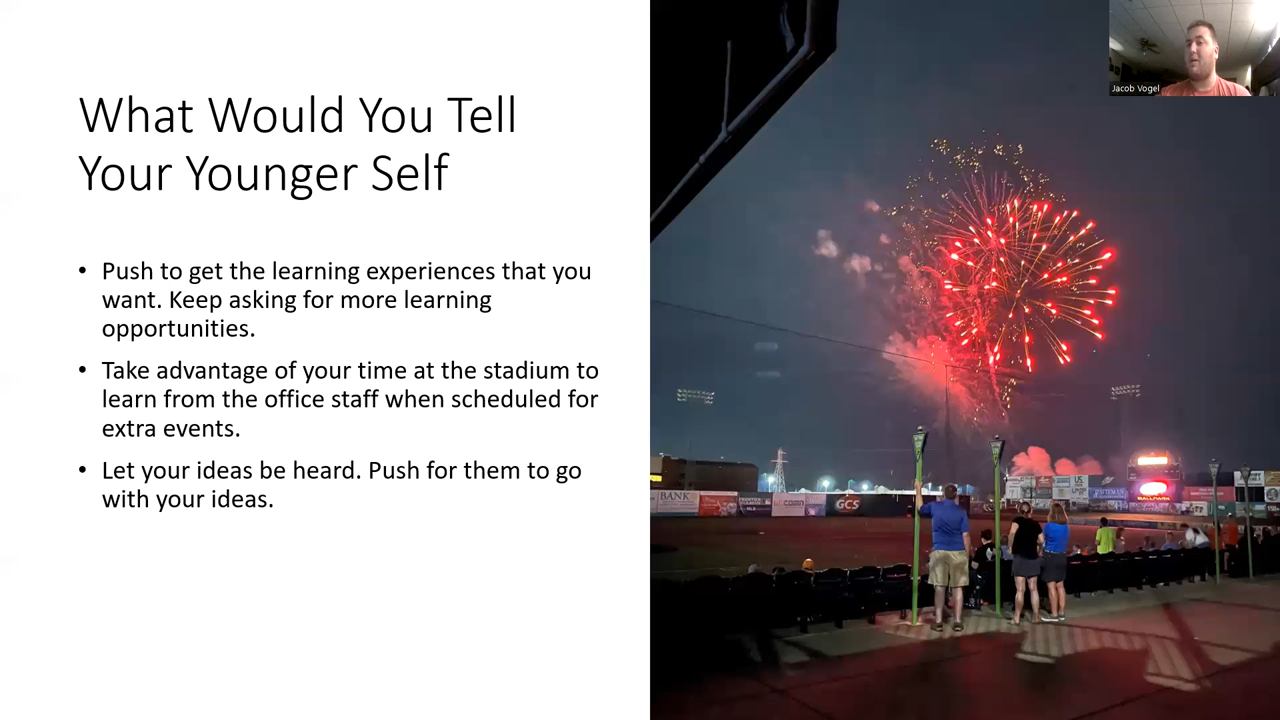 What Would You Tell
Your Younger Self
• Push to get the learning experiences that you
want. Keep asking for more learning
opportunities.
• Take advantage of your time at the stadium to
learn from the office staff when scheduled for
extra events.
• Let your ideas be heard. Push for them to go
with your ideas.
Jacob Vogel
BANK
GCS